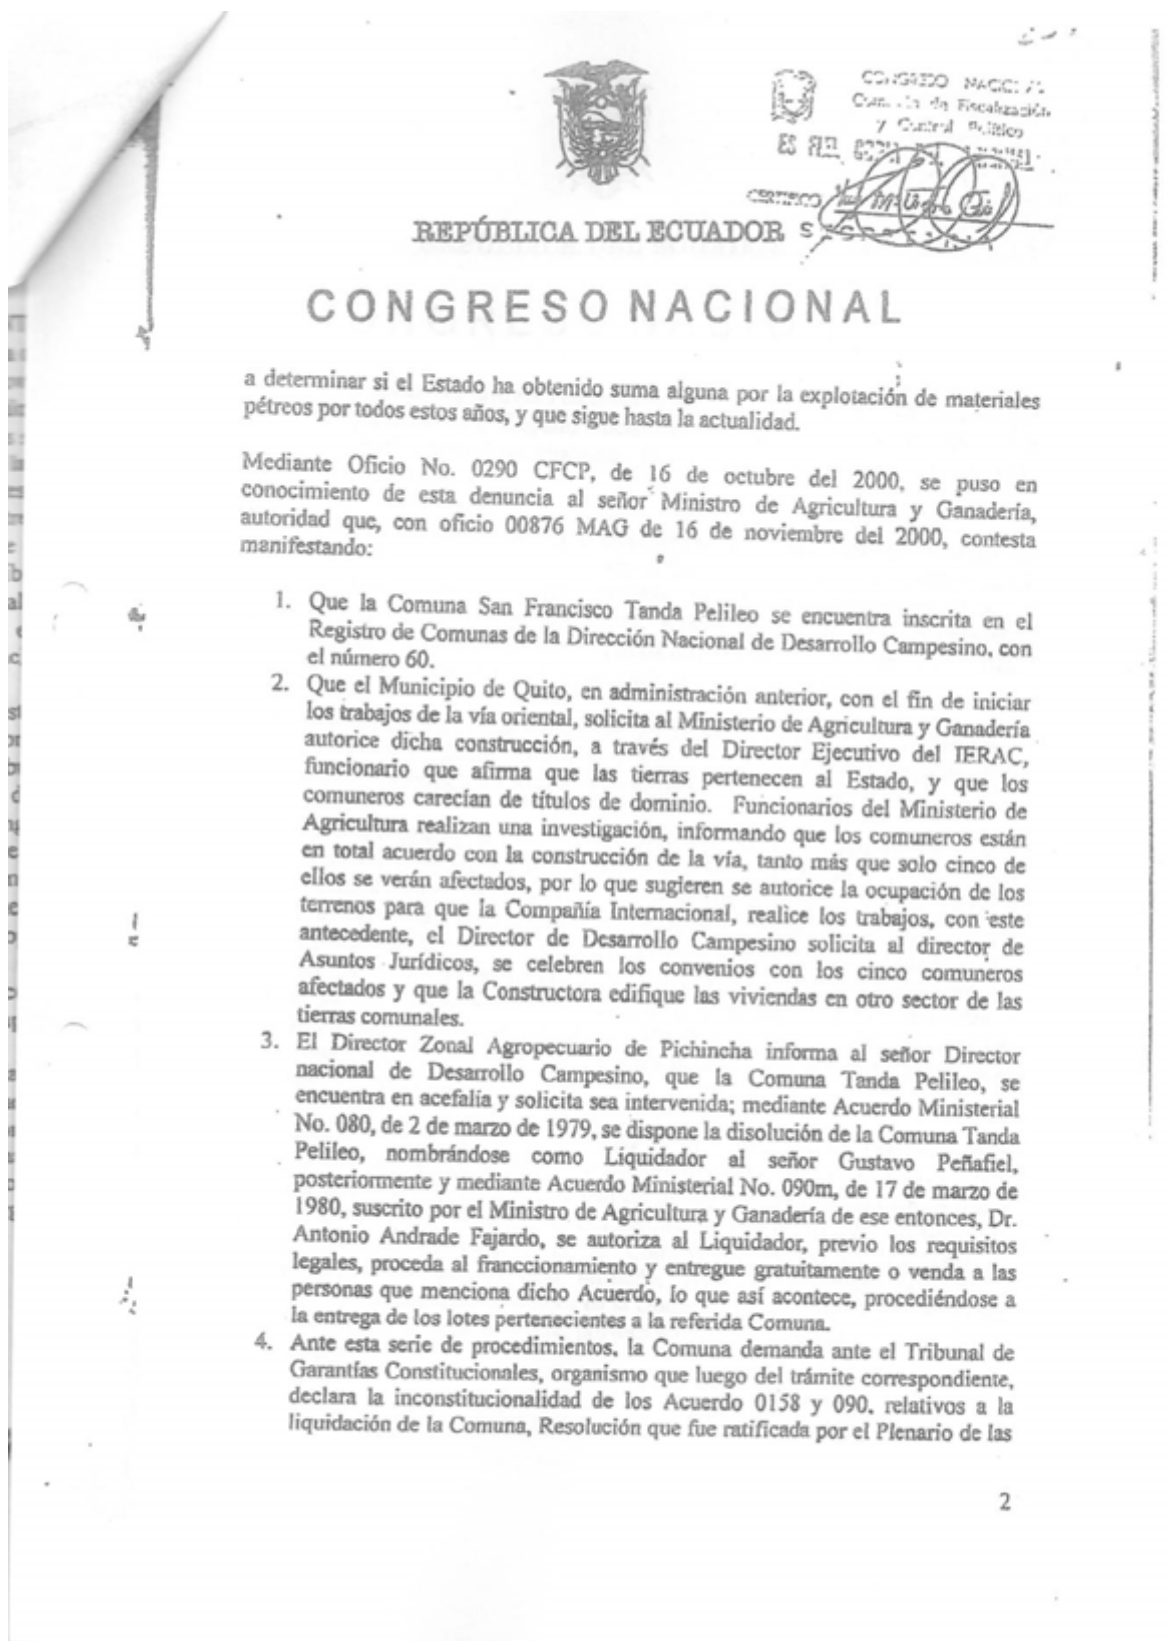 CONGRESO NACIONAL
de Fiscalización
y Control Político
CERTIFICO
REPÚBLICA DEL ECUADOR
CONGRESO NACIONAL
a determinar si el Estado ha obtenido suma alguna por la explotación de materiales
pétreos por todos estos años, y que sigue hasta la actualidad.
Mediante Oficio No. 0290 CFCP, de 16 de octubre del 2000, se puso en
conocimiento de esta denuncia al señor Ministro de Agricultura y Ganadería,
autoridad que, con oficio 00876 MAG de 16 de noviembre del 2000, contesta
manifestando:
1. Que la Comuna San Francisco Tanda Pelileo se encuentra inscrita en el
Registro de Comunas de la Dirección Nacional de Desarrollo Campesino, con
el número 60.
2. Que el Municipio de Quito, en administración anterior, con el fin de iniciar
los trabajos de la vía oriental, solicita al Ministerio de Agricultura y Ganadería
autorice dicha construcción, a través del Director Ejecutivo del IERAC,
funcionario que afirma que las tierras pertenecen al Estado, y que los
comuneros carecían de títulos de dominio. Funcionarios del Ministerio de
Agricultura realizan una investigación, informando que los comuneros están
en total acuerdo con la construcción de la vía, tanto más que solo cinco de
ellos se verán afectados, por lo que sugieren se autorice la ocupación de los
terrenos para que la Compañía Internacional, realice los trabajos, con este
antecedente, el Director de Desarrollo Campesino solicita al director de
Asuntos Jurídicos, se celebren los convenios con los cinco comuneros
afectados y que la Constructora edifique las viviendas en otro sector de las
tierras comunales.
3. El Director Zonal Agropecuario de Pichincha informa al señor Director
nacional de Desarrollo Campesino, que la Comuna Tanda Pelileo, se
encuentra en acefalía y solicita sea intervenida; mediante Acuerdo Ministerial
No. 080, de 2 de marzo de 1979, se dispone la disolución de la Comuna Tanda
Pelileo, nombrándose como Liquidador al señor Gustavo Peñafiel,
posteriormente y mediante Acuerdo Ministerial No. 090m, de 17 de marzo de
1980, suscrito por el Ministro de Agricultura y Ganadería de ese entonces, Dr.
Antonio Andrade Fajardo, se autoriza al Liquidador, previo los requisitos
legales, proceda al franccionamiento y entregue gratuitamente o venda a las
personas que menciona dicho Acuerdo, lo que así acontece, procediéndose a
la entrega de los lotes pertenecientes a la referida Comuna.
4. Ante esta serie de procedimientos, la Comuna demanda ante el Tribunal de
Garantías Constitucionales, organismo que luego del trámite correspondiente,
declara la inconstitucionalidad de los Acuerdo 0158 y 090, relativos a la
liquidación de la Comuna, Resolución que fue ratificada por el Plenario de las
2